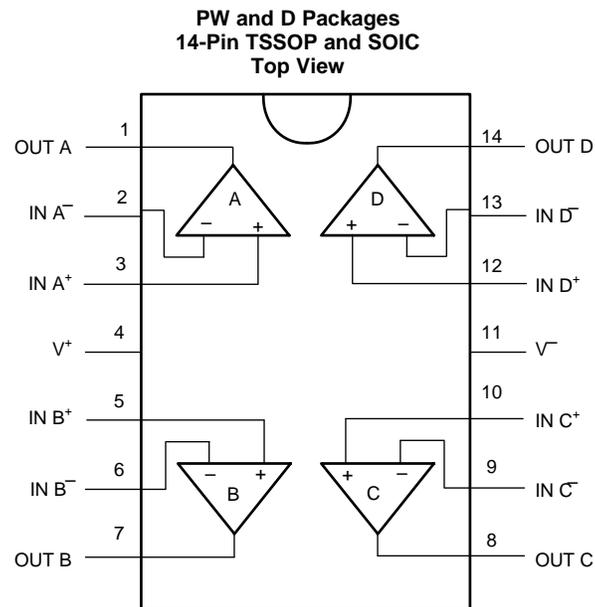 PW and D Packages
14-Pin TSSOP and SOIC
Top View
OUT A 1 14 OUT D
A D
IN A− 2 − + + − 13 IN D−
IN A+ 3 12 IN D+
V+ 4 11 V−
IN B+ 5 10 IN C+
− + + −
IN B− 6 9 IN C−
B C
OUT B 7 8 OUT C